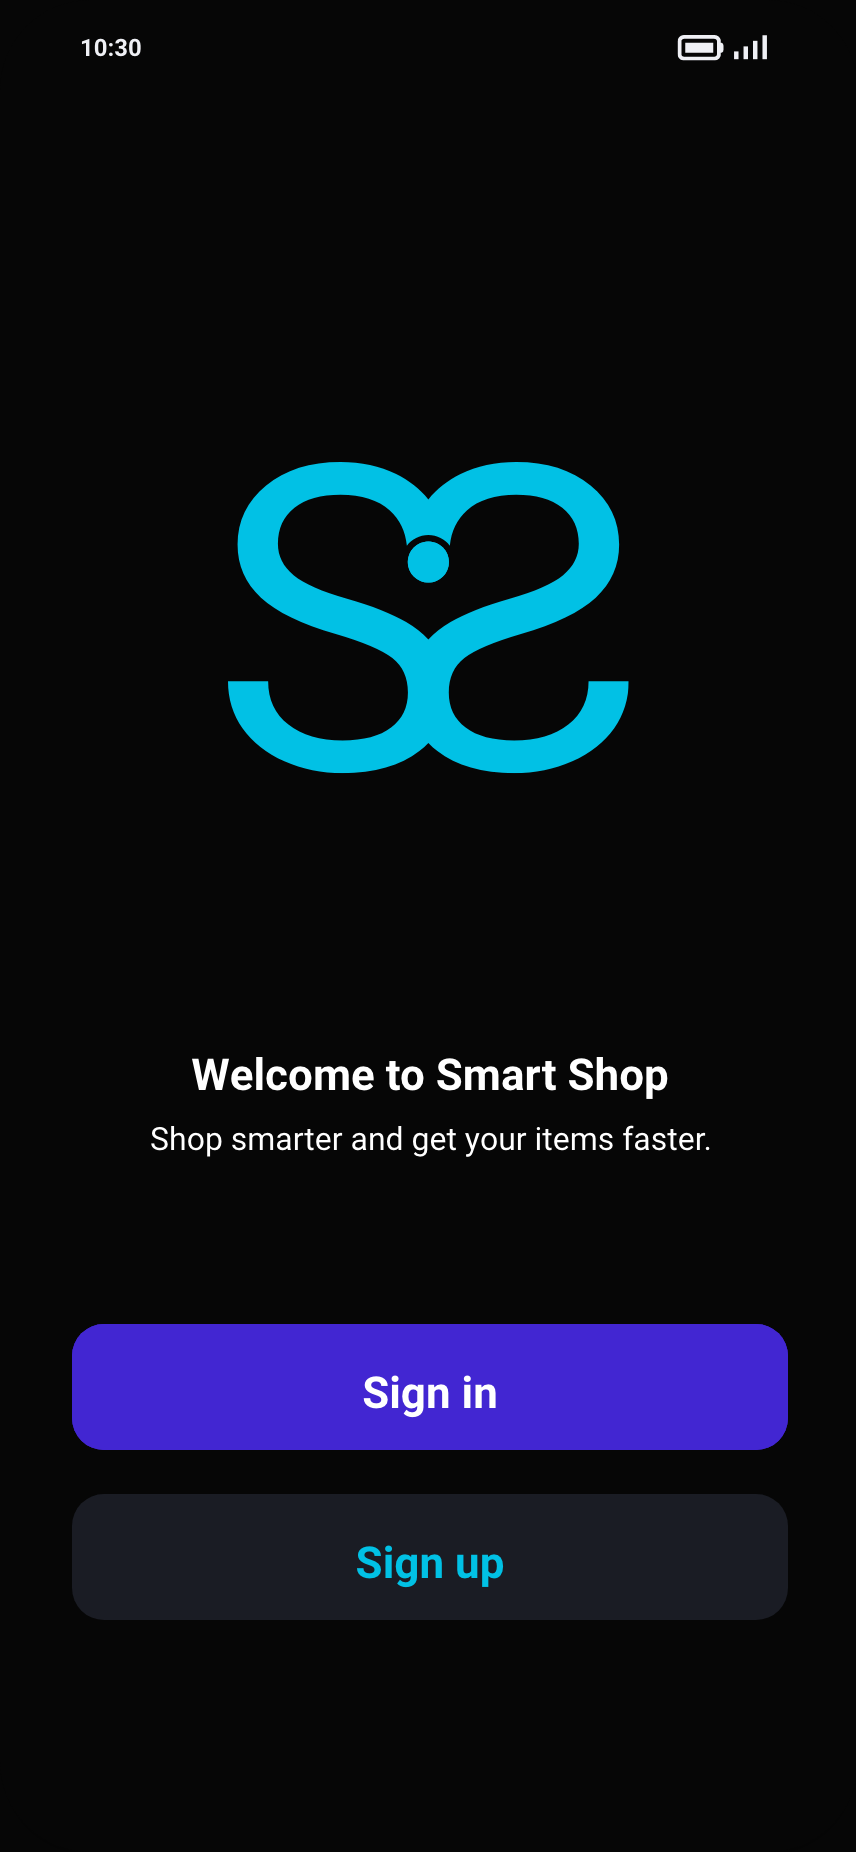 10:30
Welcome to Smart Shop
Shop smarter and get your items faster.
Sign in
Sign up